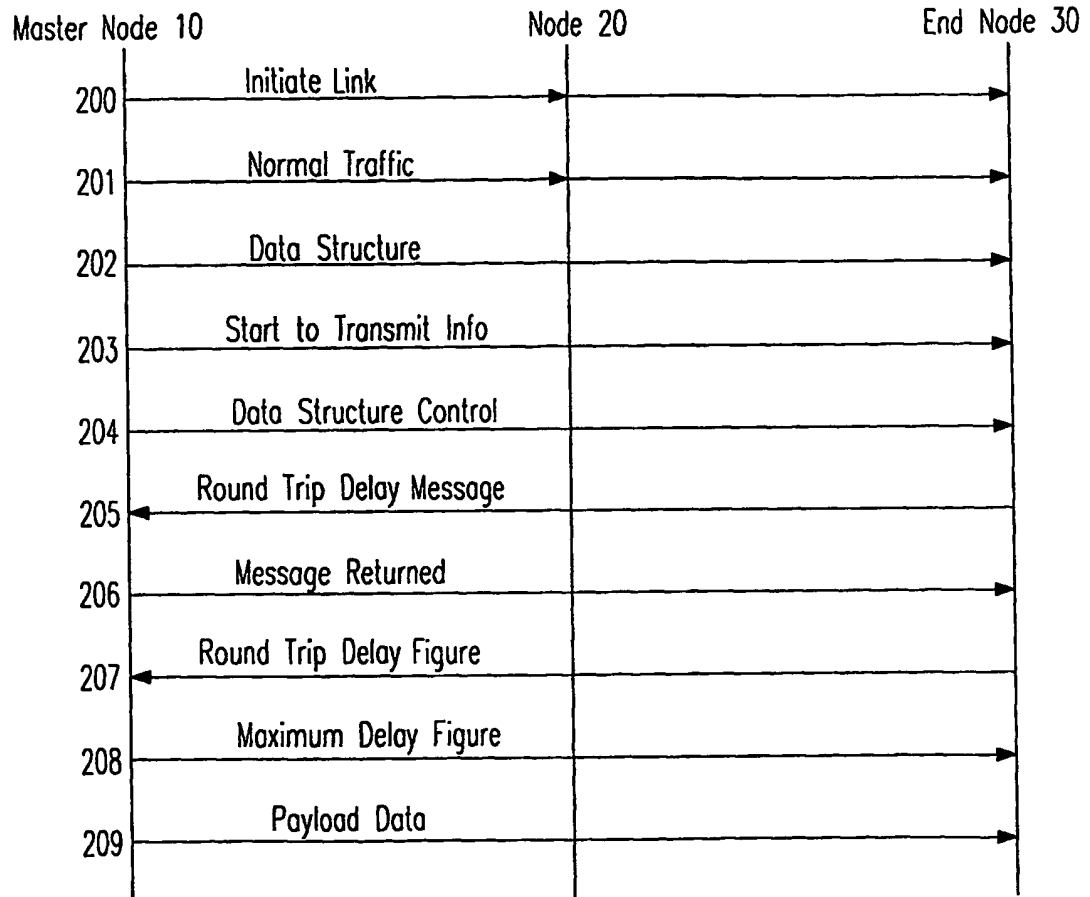 Master Node 10 Node 20 End Node 30
Initiate Link
200
Normal Traffic
201
Data Structure
202
Start to Transmit Info
203
Data Structure Control
204
Round Trip Delay Message
205
Message Returned
206
Round Trip Delay Figure
207
Maximum Delay Figure
208
Payload Data
209